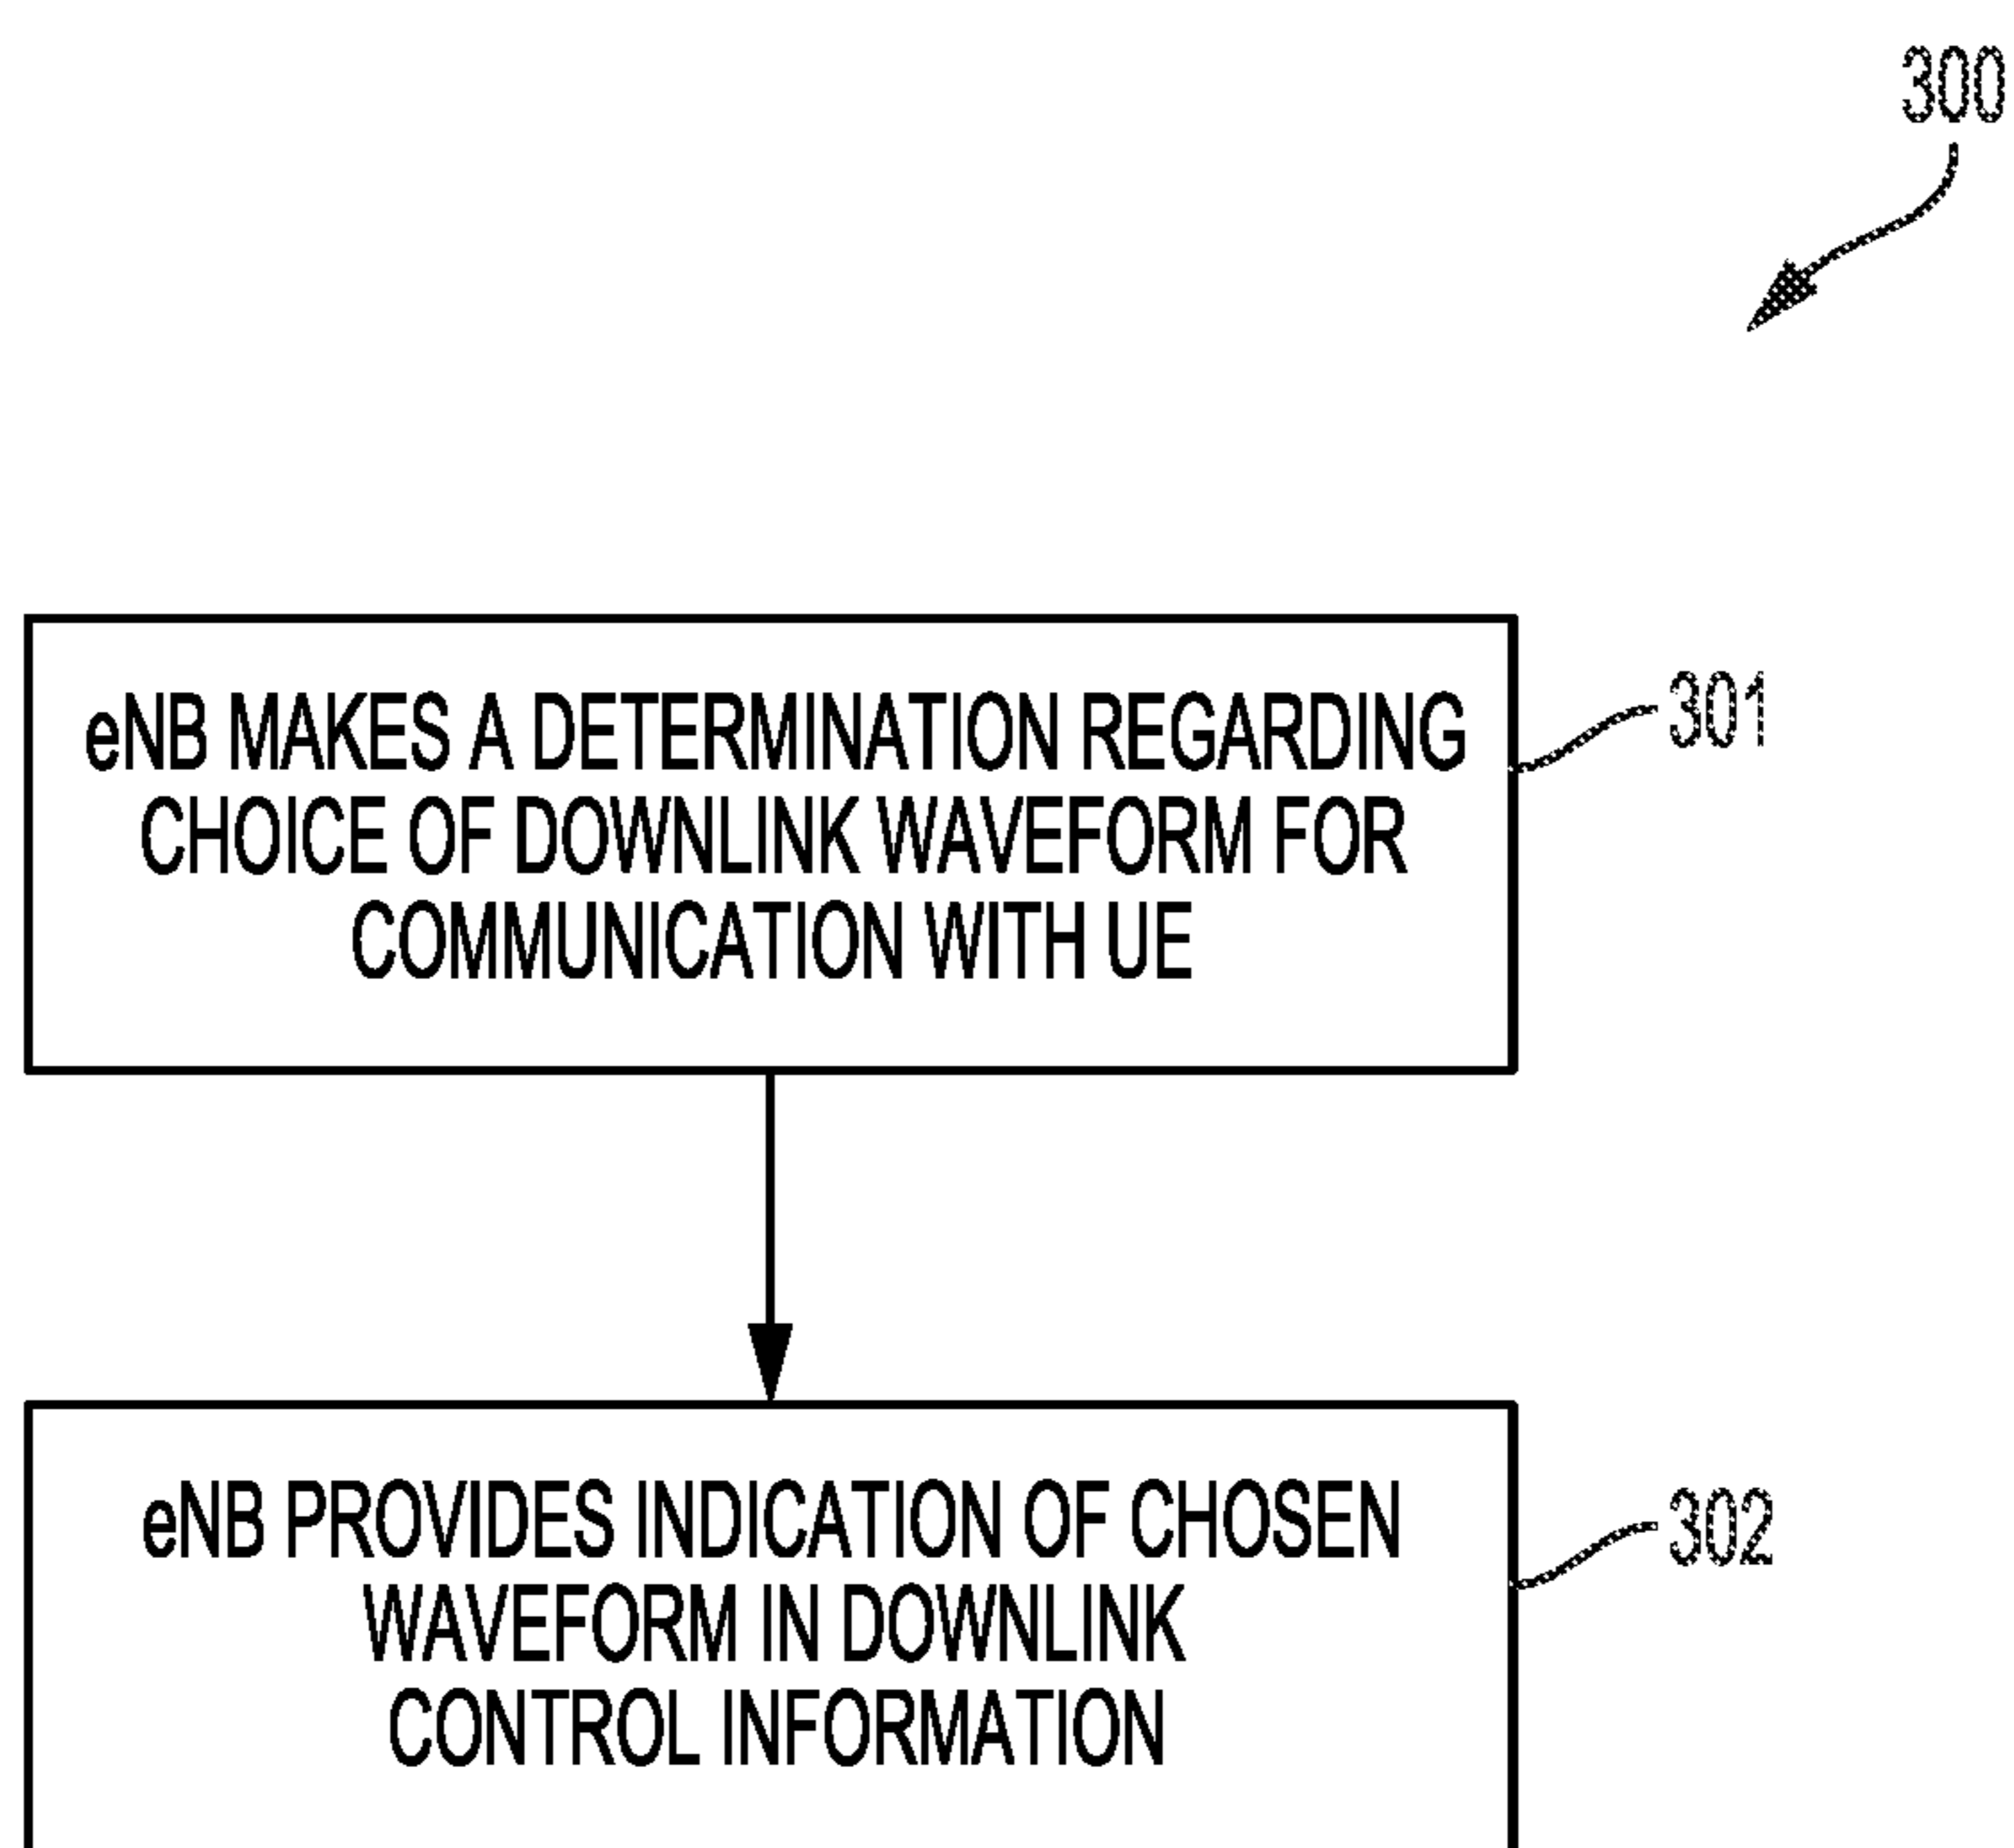 300
eNB MAKES A DETERMINATION REGARDING
CHOICE OF DOWNLINK WAVEFORM FOR
COMMUNICATION WITH UE
301
eNB PROVIDES INDICATION OF CHOSEN
WAVEFORM IN DOWNLINK
CONTROL INFORMATION
302